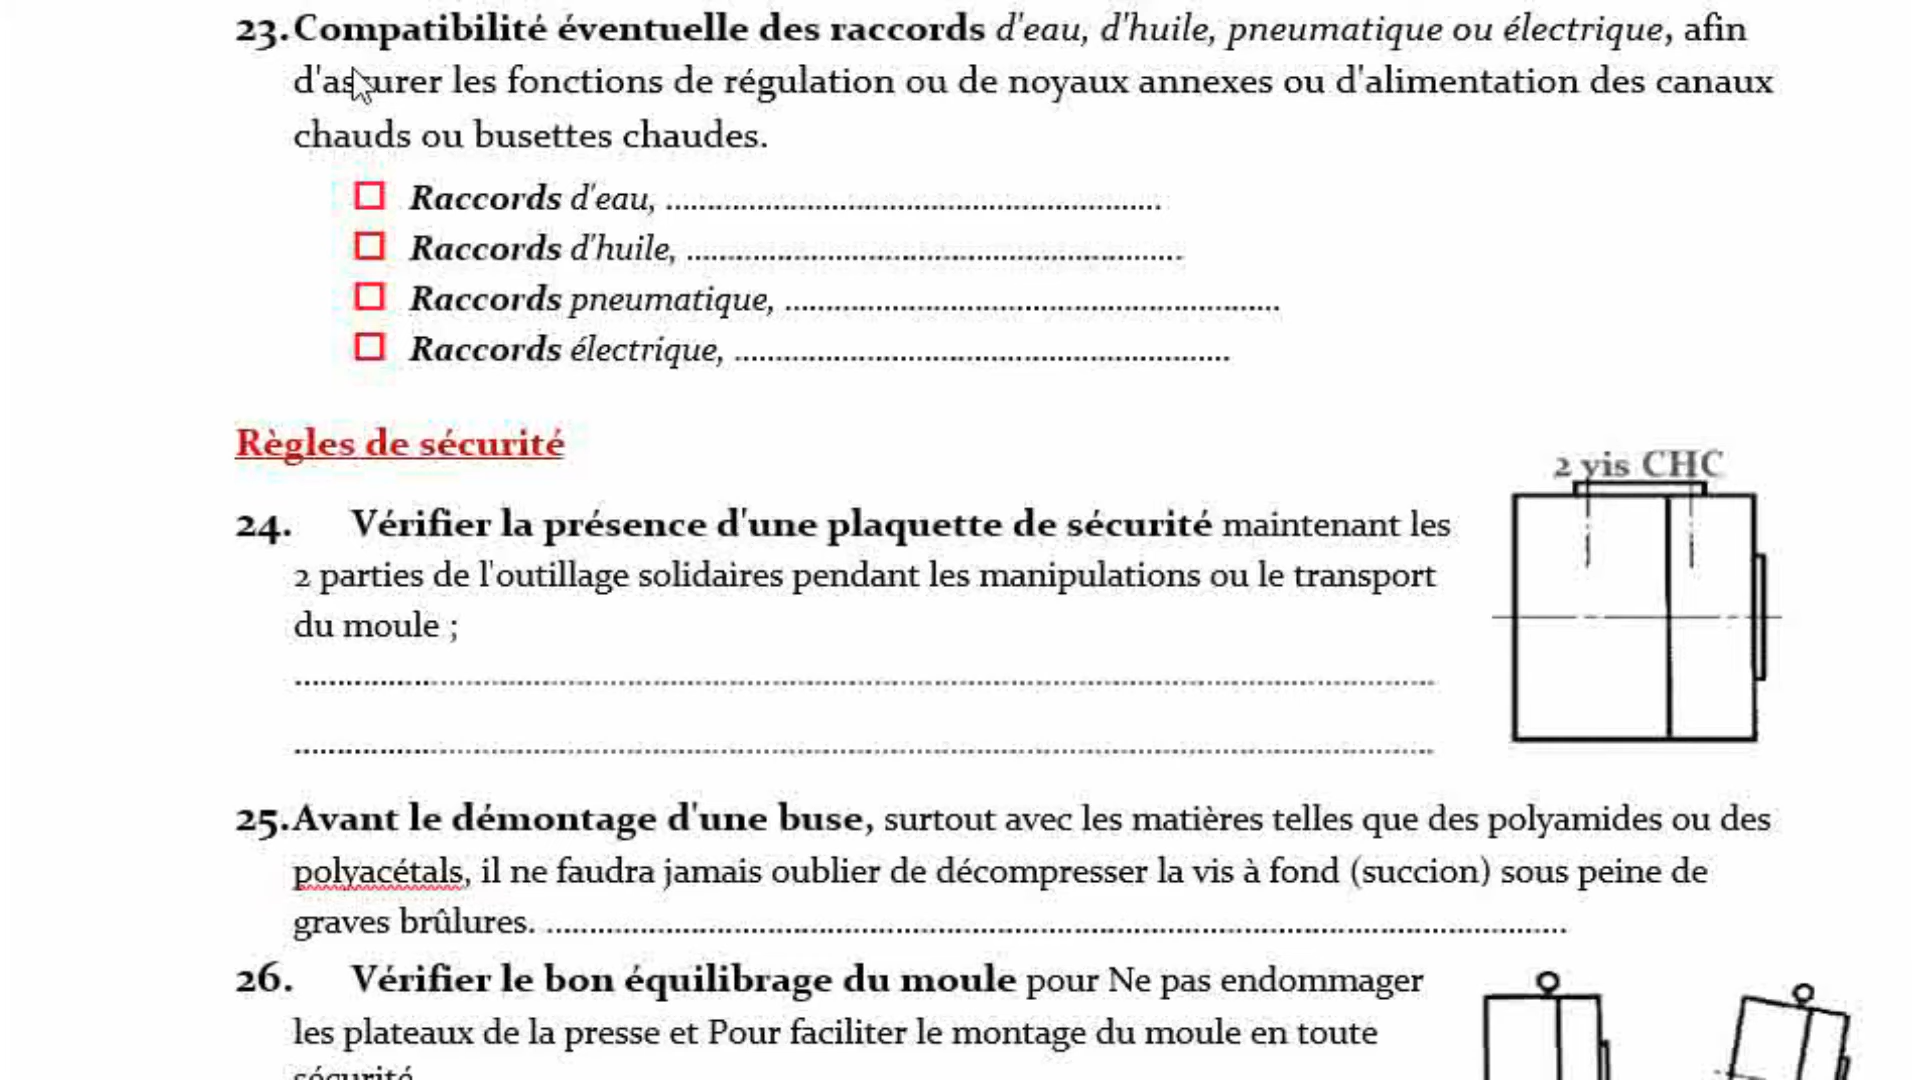 23. Compatibilité éventuelle des raccords d'eau, d'huile, pneumatique ou électrique, afin
d'assurer les fonctions de régulation ou de noyaux annexes ou d'alimentation des canaux
chauds ou busettes chaudes.
Raccords d'eau, ........................................................
Raccords d'huile, ........................................................
Raccords pneumatique, ........................................................
Raccords électrique, ........................................................
Règles de sécurité
2 vis CHC
24. Vérifier la présence d'une plaquette de sécurité maintenant les
2 parties de l'outillage solidaires pendant les manipulations ou le transport
du moule ;
................................................................................
................................................................................
25. Avant le démontage d'une buse, surtout avec les matières telles que des polyamides ou des
polyacétals, il ne faudra jamais oublier de décompresser la vis à fond (succion) sous peine de
graves brûlures. ................................................................................
26. Vérifier le bon équilibrage du moule pour Ne pas endommager
les plateaux de la presse et Pour faciliter le montage du moule en toute
sécurité